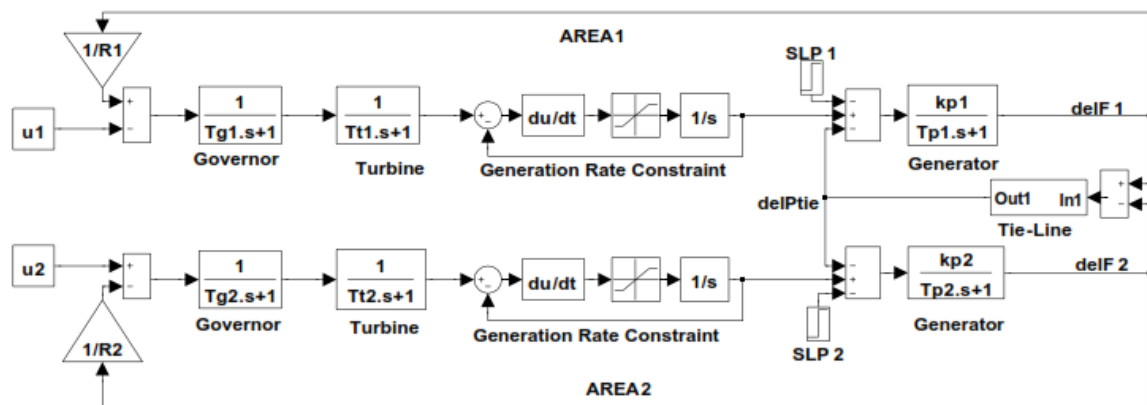 AREA1
SLP 1
1/R1
+
−
u1
1
Tg1.s+1
Governor
1
Tt1.s+1
Turbine
+
−
du/dt
1/s
Generation Rate Constraint
−
+
−
kp1
Tp1.s+1
Generator
delF 1
delPtie
Out1 In1
Tie-Line
+
−
u2
+
−
1
Tg2.s+1
Governor
1
Tt2.s+1
Turbine
+
−
du/dt
1/s
Generation Rate Constraint
−
+
−
kp2
Tp2.s+1
Generator
delF 2
1/R2
SLP 2
AREA2